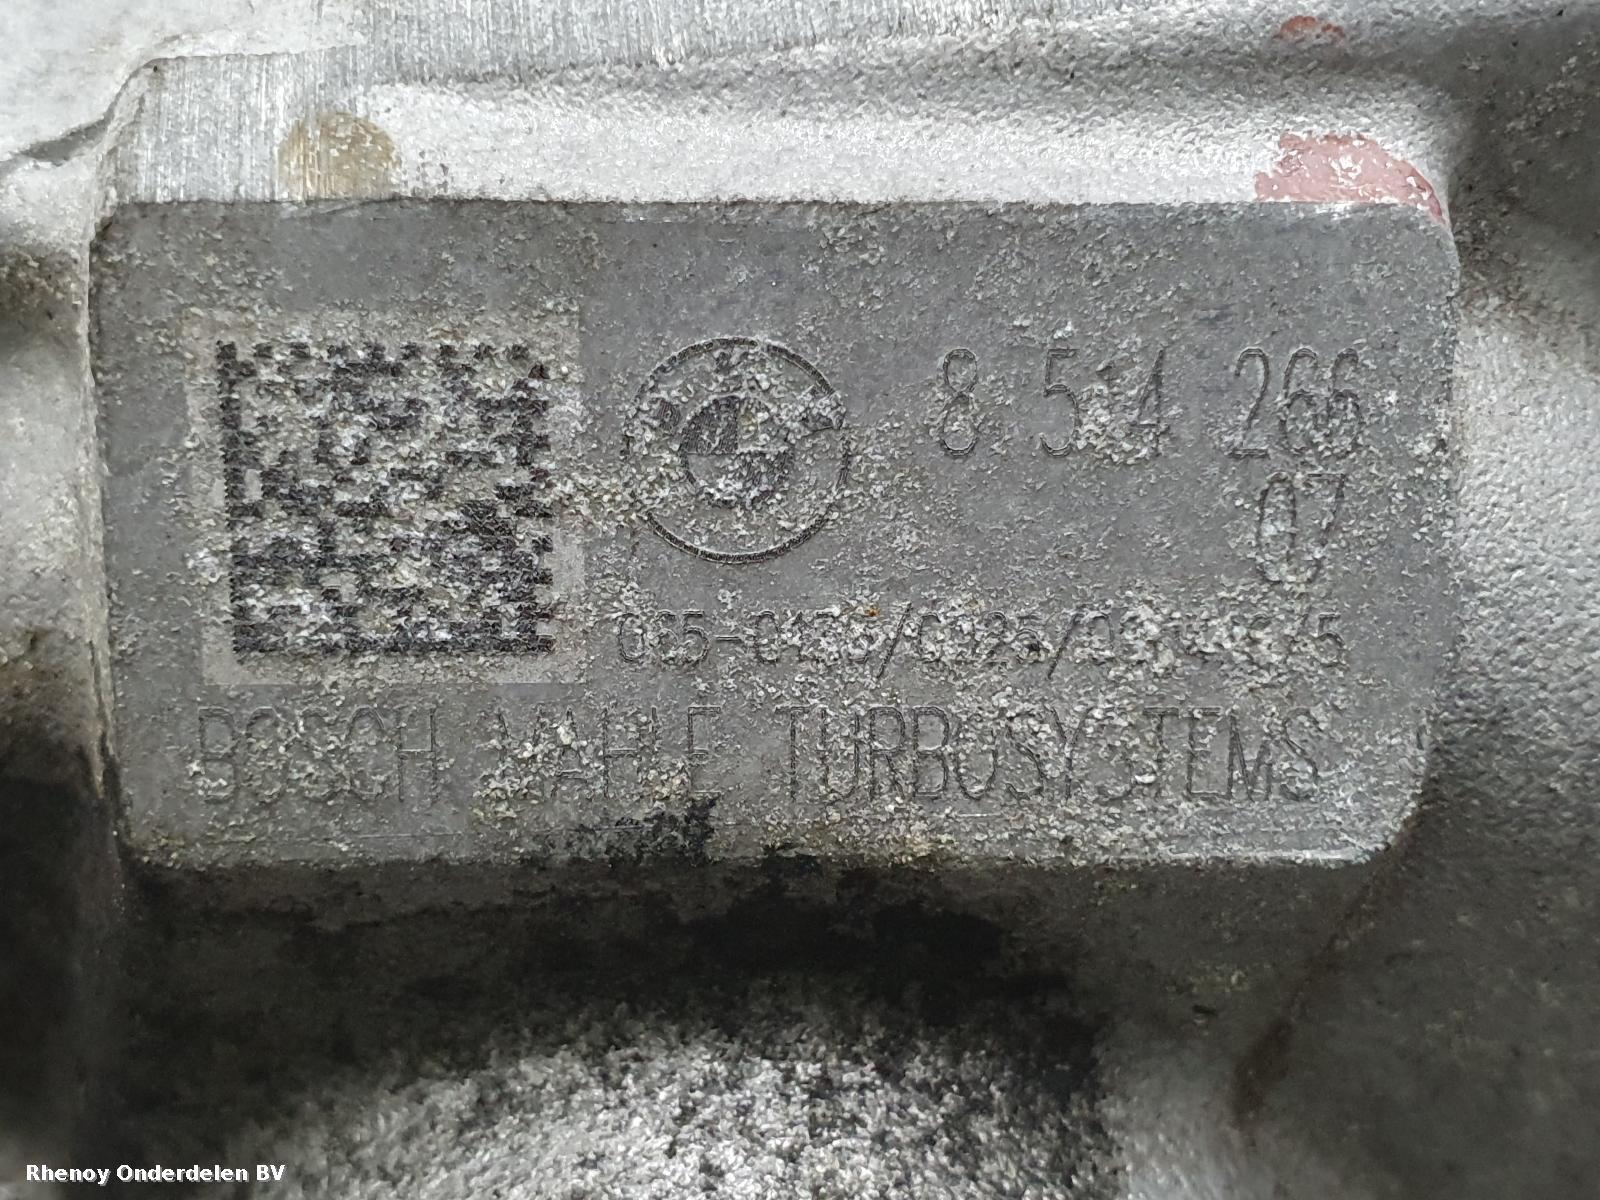 8 514 266
07
BOSCH MAHLE TURBOSYSTEMS
Rhenoy Onderdelen BV